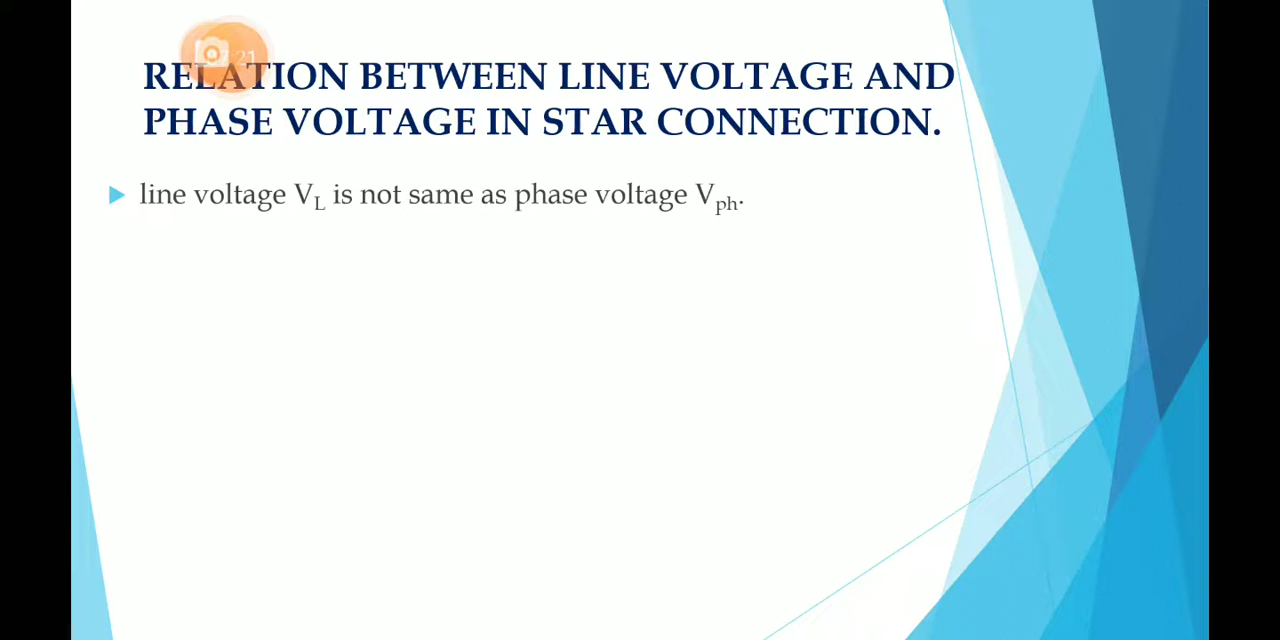 RELATION BETWEEN LINE VOLTAGE AND
PHASE VOLTAGE IN STAR CONNECTION.
line voltage VL is not same as phase voltage Vph.